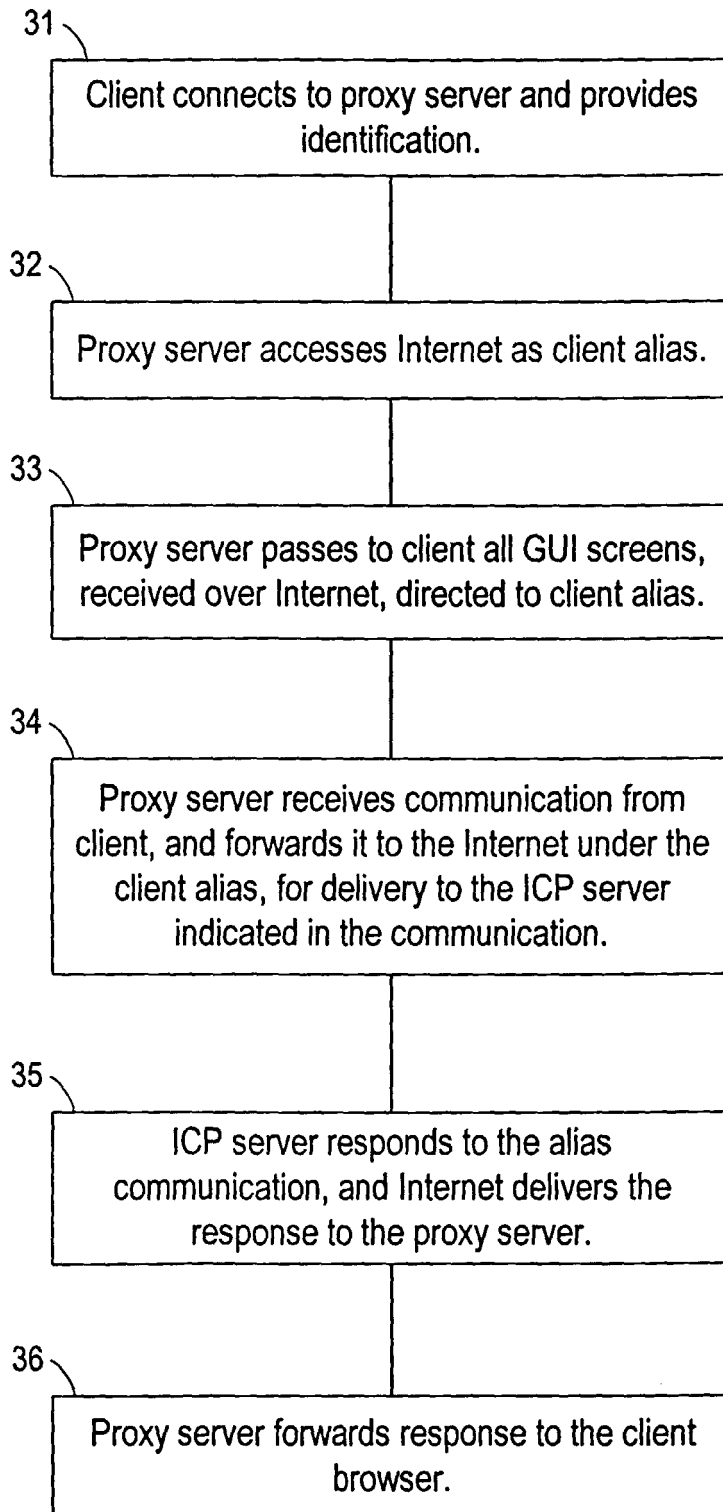 31
Client connects to proxy server and provides
identification.
32
Proxy server accesses Internet as client alias.
33
Proxy server passes to client all GUI screens,
received over Internet, directed to client alias.
34
Proxy server receives communication from
client, and forwards it to the Internet under the
client alias, for delivery to the ICP server
indicated in the communication.
35
ICP server responds to the alias
communication, and Internet delivers the
response to the proxy server.
36
Proxy server forwards response to the client
browser.